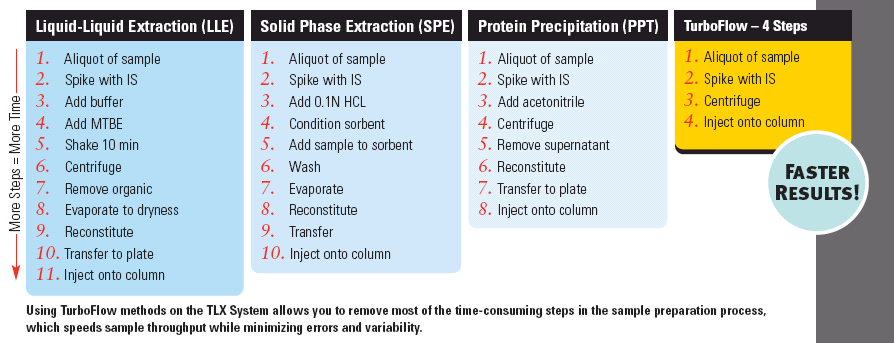 More Steps = More Time
Liquid-Liquid Extraction (LLE)
1. Aliquot of sample
2. Spike with IS
3. Add buffer
4. Add MTBE
5. Shake 10 min
6. Centrifuge
7. Remove organic
8. Evaporate to dryness
9. Reconstitute
10. Transfer to plate
11. Inject onto column
Solid Phase Extraction (SPE)
1. Aliquot of sample
2. Spike with IS
3. Add 0.1N HCL
4. Condition sorbent
5. Add sample to sorbent
6. Wash
7. Evaporate
8. Reconstitute
9. Transfer
10. Inject onto column
Protein Precipitation (PPT)
1. Aliquot of sample
2. Spike with IS
3. Add acetonitrile
4. Centrifuge
5. Remove supernatant
6. Reconstitute
7. Transfer to plate
8. Inject onto column
TurboFlow – 4 Steps
1. Aliquot of sample
2. Spike with IS
3. Centrifuge
4. Inject onto column
FASTER
RESULTS!
Using TurboFlow methods on the TLX System allows you to remove most of the time-consuming steps in the sample preparation process,
which speeds sample throughput while minimizing errors and variability.